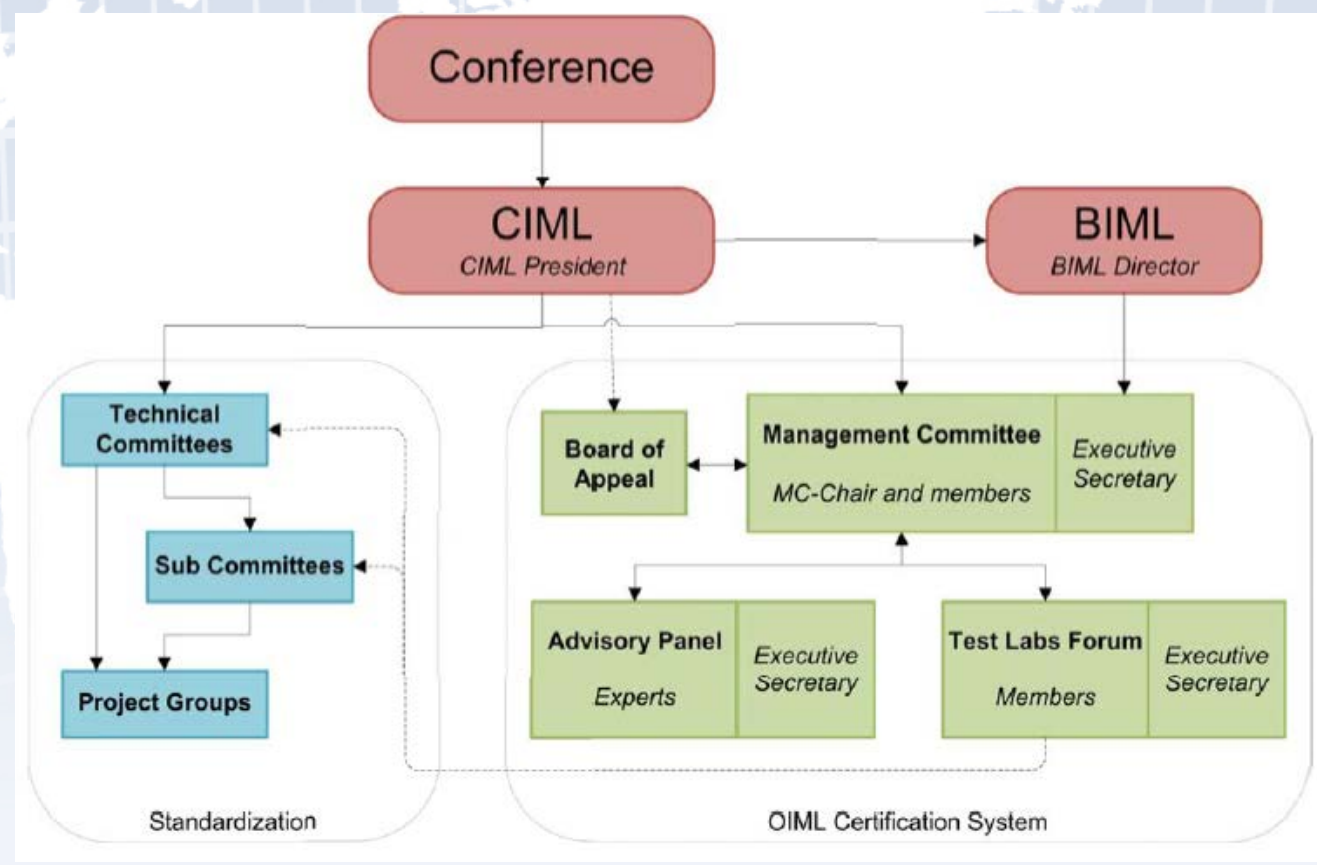 Conference
CIML
CIML President
BIML
BIML Director
Technical
Committees
Sub Committees
Project Groups
Standardization
Board of
Appeal
Management Committee
MC-Chair and members
Executive
Secretary
Advisory Panel
Experts
Executive
Secretary
Test Labs Forum
Members
Executive
Secretary
OIML Certification System